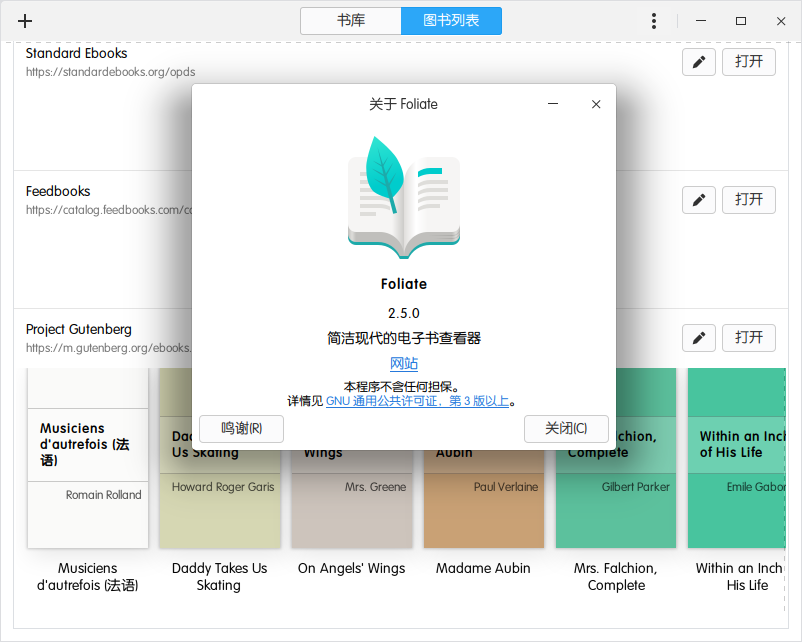 书库
图书列表
Standard Ebooks
https://standardebooks.org/opds
打开
关于 Foliate
Feedbooks
https://catalog.feedbooks.com/
打开
Foliate
2.5.0
简洁现代的电子书查看器
网站
本程序不含任何担保。
详情见 GNU 通用公共许可证，第 3 版以上。
鸣谢(R)
关闭(C)
Project Gutenberg
https://m.gutenberg.org/ebooks.
打开
Musiciens
d'autrefois (法
语)
Romain Rolland
Us Skating
Howard Roger Garis
Wings
Mrs. Greene
Aubin
Paul Verlaine
Complete
Gilbert Parker
Within an Inch
of His Life
Emile Gabor
Musiciens
d'autrefois (法语)
Daddy Takes Us
Skating
On Angels' Wings
Madame Aubin
Mrs. Falchion,
Complete
Within an Inch
His Life